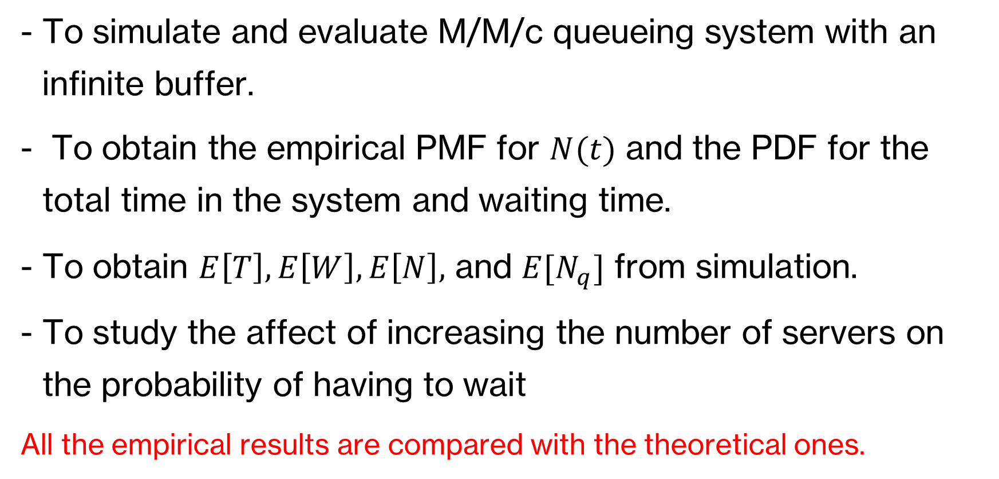 - To simulate and evaluate M/M/c queueing system with an
infinite buffer.
- To obtain the empirical PMF for N(t) and the PDF for the
total time in the system and waiting time.
- To obtain E[T], E[W], E[N], and E[N_q] from simulation.
- To study the affect of increasing the number of servers on
the probability of having to wait
All the empirical results are compared with the theoretical ones.